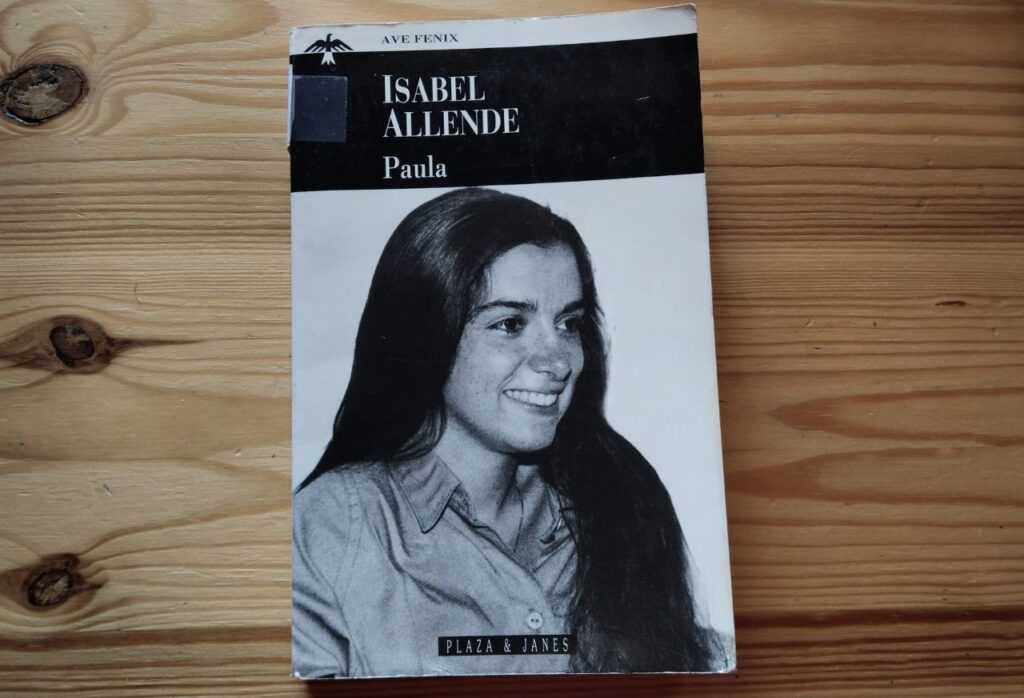 AVE FENIX
ISABEL
ALLENDE
Paula
PLAZA & JANES